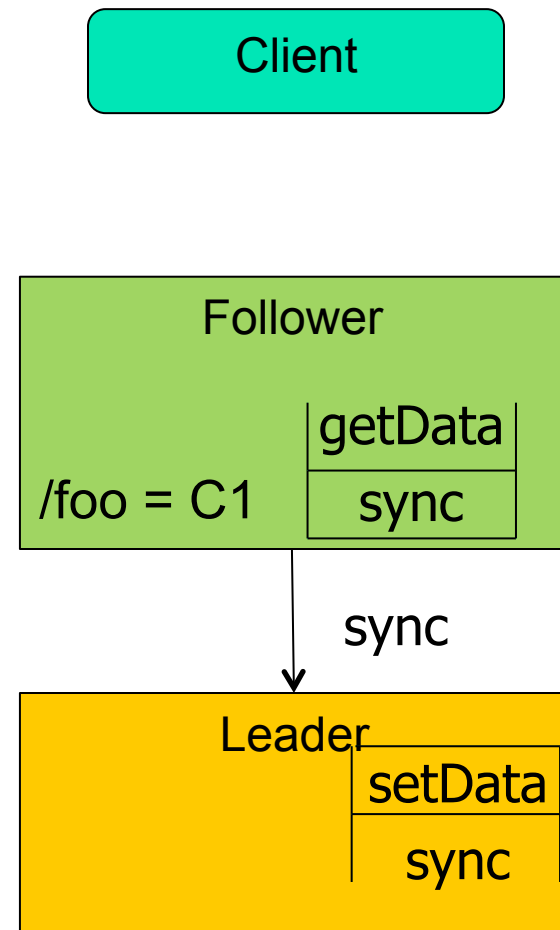 Client
Follower
getData
/foo = C1
sync
sync
Leader
setData
sync